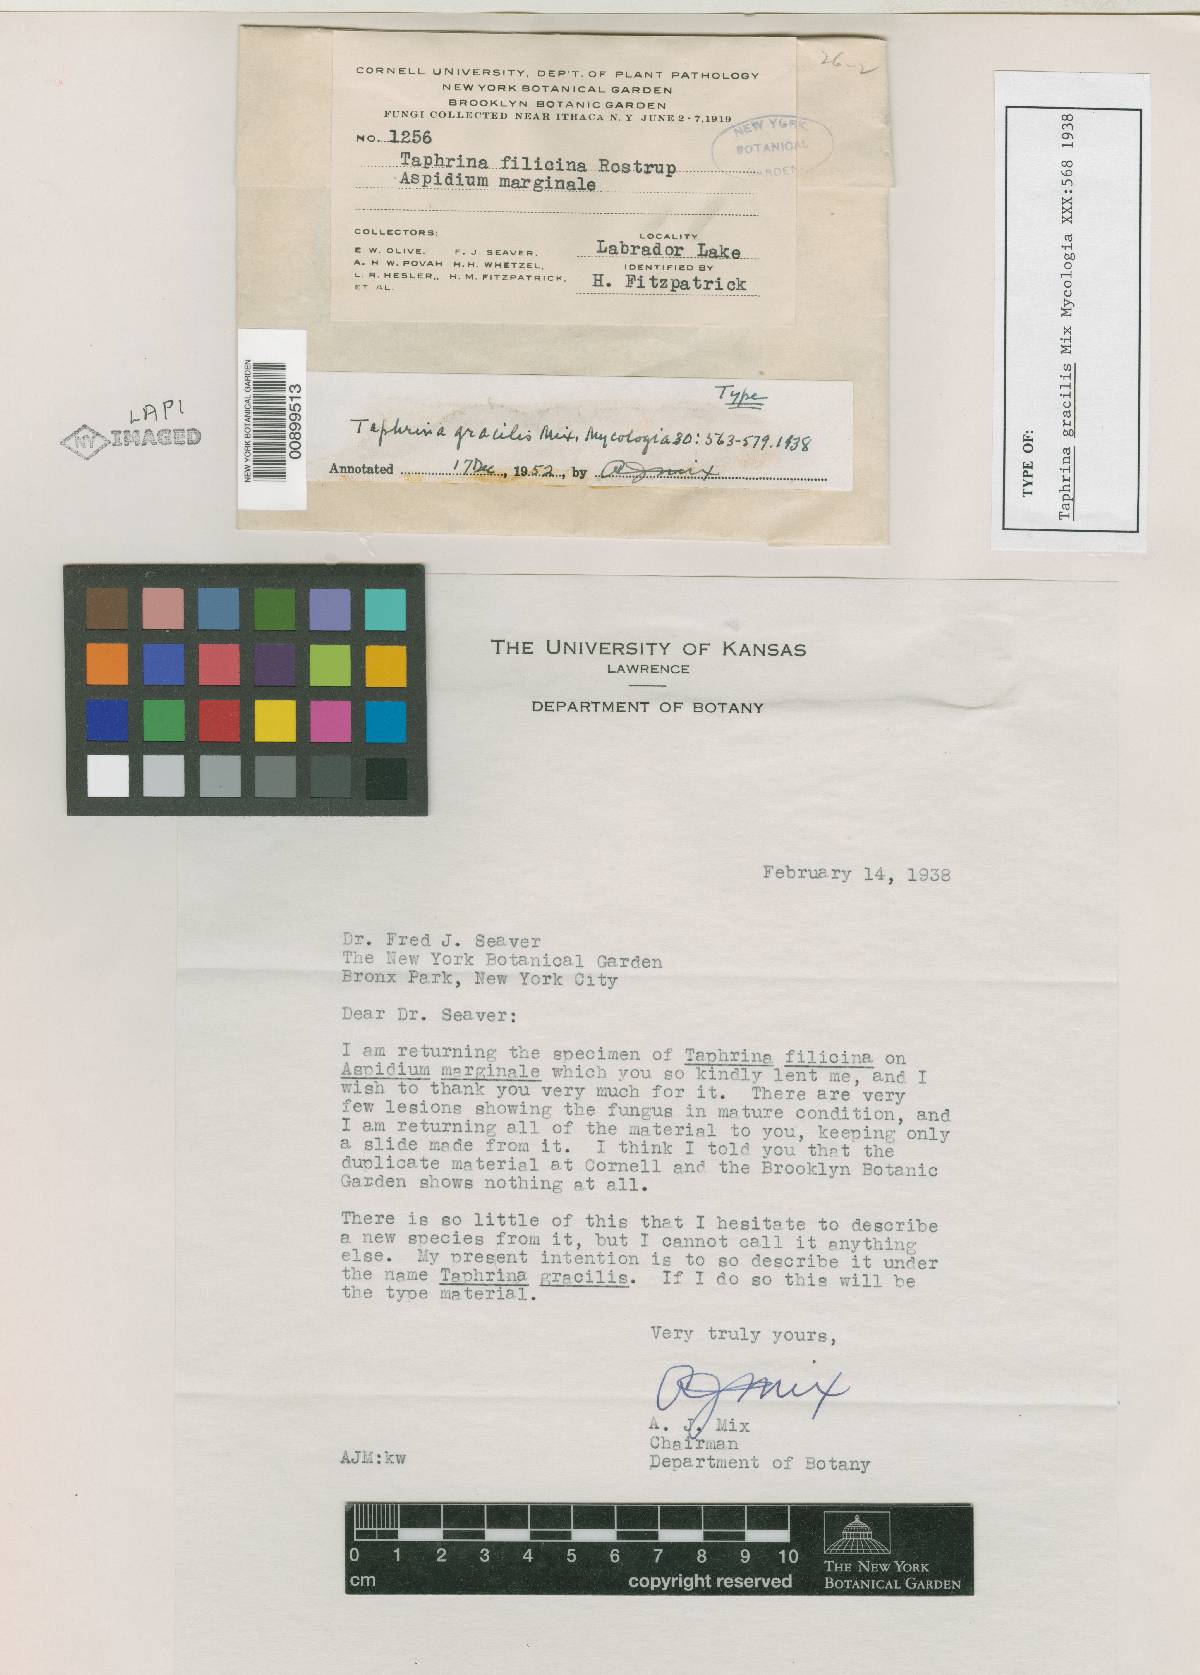 26-2
CORNELL UNIVERSITY, DEP'T. OF PLANT PATHOLOGY
NEW YORK BOTANICAL GARDEN
BROOKLYN BOTANIC GARDEN
FUNGI COLLECTED NEAR ITHACA N. Y JUNE 2-7, 1919
NO. 1256
Taphrina filicina Rostrup
Aspidium marginale
NEW YORK
BOTANICAL
GARDEN
COLLECTORS:
E W. OLIVE, F. J. SEAVER,
A. H W. POVAH H. H. WHETZEL,
L. R. HESLER,, H. M. FITZPATRICK,
ET AL.
LOCALITY
Labrador Lake
IDENTIFIED BY
H. Fitzpatrick
TYPE OF:
Taphrina gracilis Mix Mycologia XXX:568 1938
NEW YORK BOTANICAL GARDEN
00899513
Type
Taphrina gracilis Mix, Mycologia 30: 563-579. 1938
Annotated 17 Dec, 1952, by A J Mix
LAPI
NY IMAGED
THE UNIVERSITY OF KANSAS
LAWRENCE
DEPARTMENT OF BOTANY
February 14, 1938
Dr. Fred J. Seaver
The New York Botanical Garden
Bronx Park, New York City
Dear Dr. Seaver:
I am returning the specimen of Taphrina filicina on
Aspidium marginale which you so kindly lent me, and I
wish to thank you very much for it. There are very
few lesions showing the fungus in mature condition, and
I am returning all of the material to you, keeping only
a slide made from it. I think I told you that the
duplicate material at Cornell and the Brooklyn Botanic
Garden shows nothing at all.
There is so little of this that I hesitate to describe
a new species from it, but I cannot call it anything
else. My present intention is to so describe it under
the name Taphrina gracilis. If I do so this will be
the type material.
Very truly yours,
A J Mix
A. J. Mix
Chairman
AJM:kw
Department of Botany
0 1 2 3 4 5 6 7 8 9 10
cm
copyright reserved
THE NEW YORK
BOTANICAL GARDEN